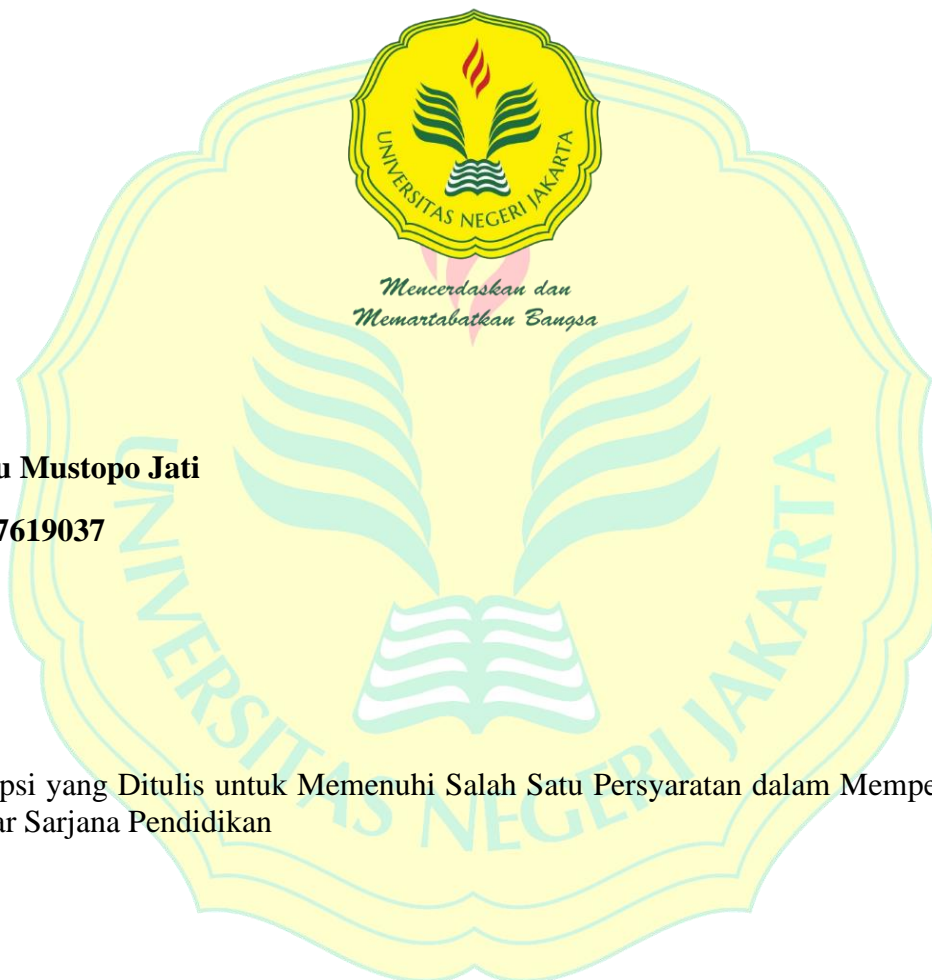 UNIVERSITAS NEGERI JAKARTA
Mencerdaskan dan
Memartabatkan Bangsa
u Mustopo Jati
7619037
psi yang Ditulis untuk Memenuhi Salah Satu Persyaratan dalam Mempe
ar Sarjana Pendidikan
UNIVERSITAS NEGERI JAKARTA